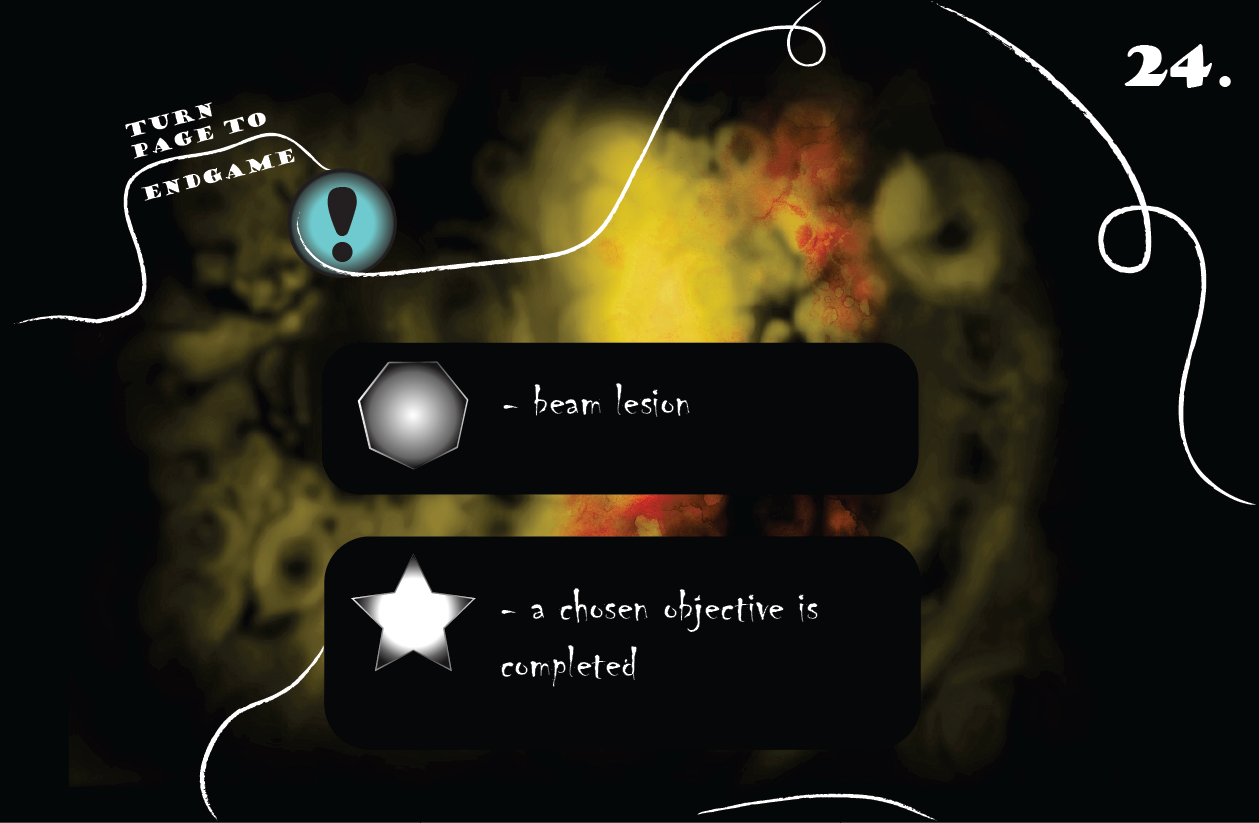 24.
TURN
PAGE TO
ENDGAME
!
- beam lesion
- a chosen objective is
completed